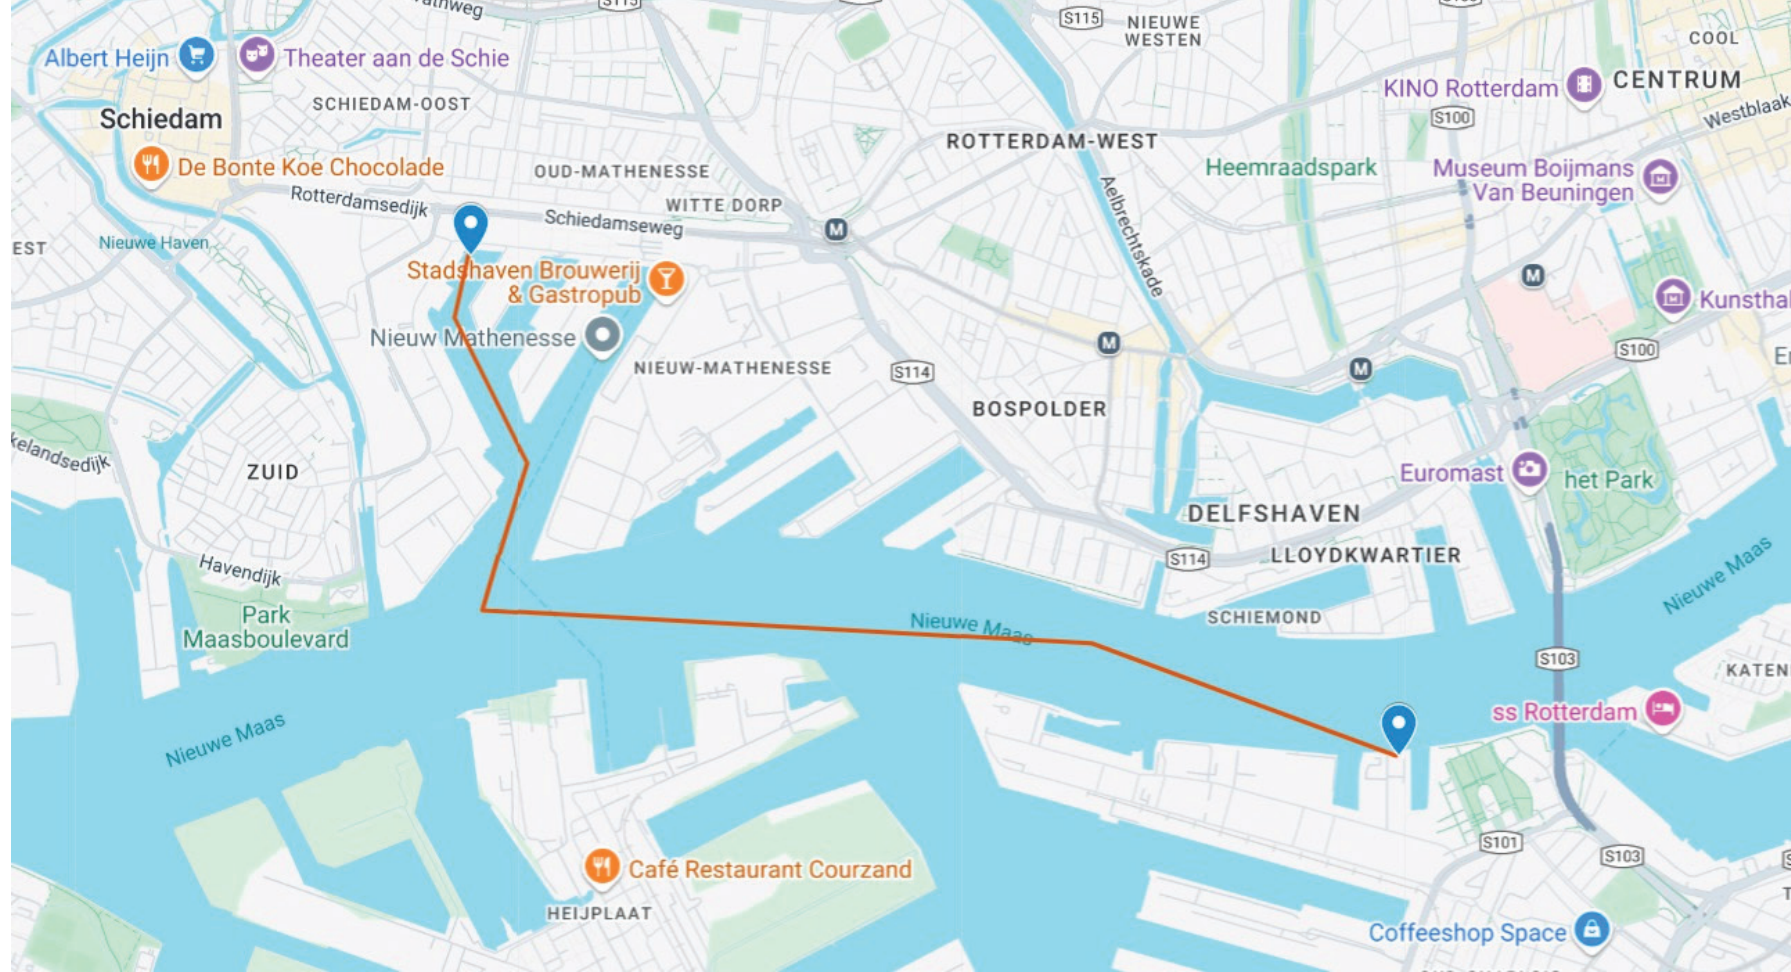 S115
S115
NIEUWE
WESTEN
COOL
Albert Heijn
Theater aan de Schie
KINO Rotterdam
CENTRUM
SCHIEDAM-OOST
Schiedam
S100
Westblaak
ROTTERDAM-WEST
De Bonte Koe Chocolade
OUD-MATHENESSE
Heemraadspark
Museum Boijmans
Van Beuningen
Rotterdamsedijk
WITTE DORP
Schiedamseweg
M
Aelbrechtskade
EST
Nieuwe Haven
Stadshaven Brouwerij
& Gastropub
M
Kunsthal
Nieuw Mathenesse
M
S100
NIEUW-MATHENESSE
S114
M
BOSPOLDER
kelandsedijk
ZUID
Euromast
het Park
DELFSHAVEN
S114
LLOYDKWARTIER
Havendijk
Nieuwe Maas
Park
Maasboulevard
Nieuwe Maas
SCHIEMOND
S103
KATEN
ss Rotterdam
Nieuwe Maas
S101
S103
Café Restaurant Courzand
HEIJPLAAT
Coffeeshop Space